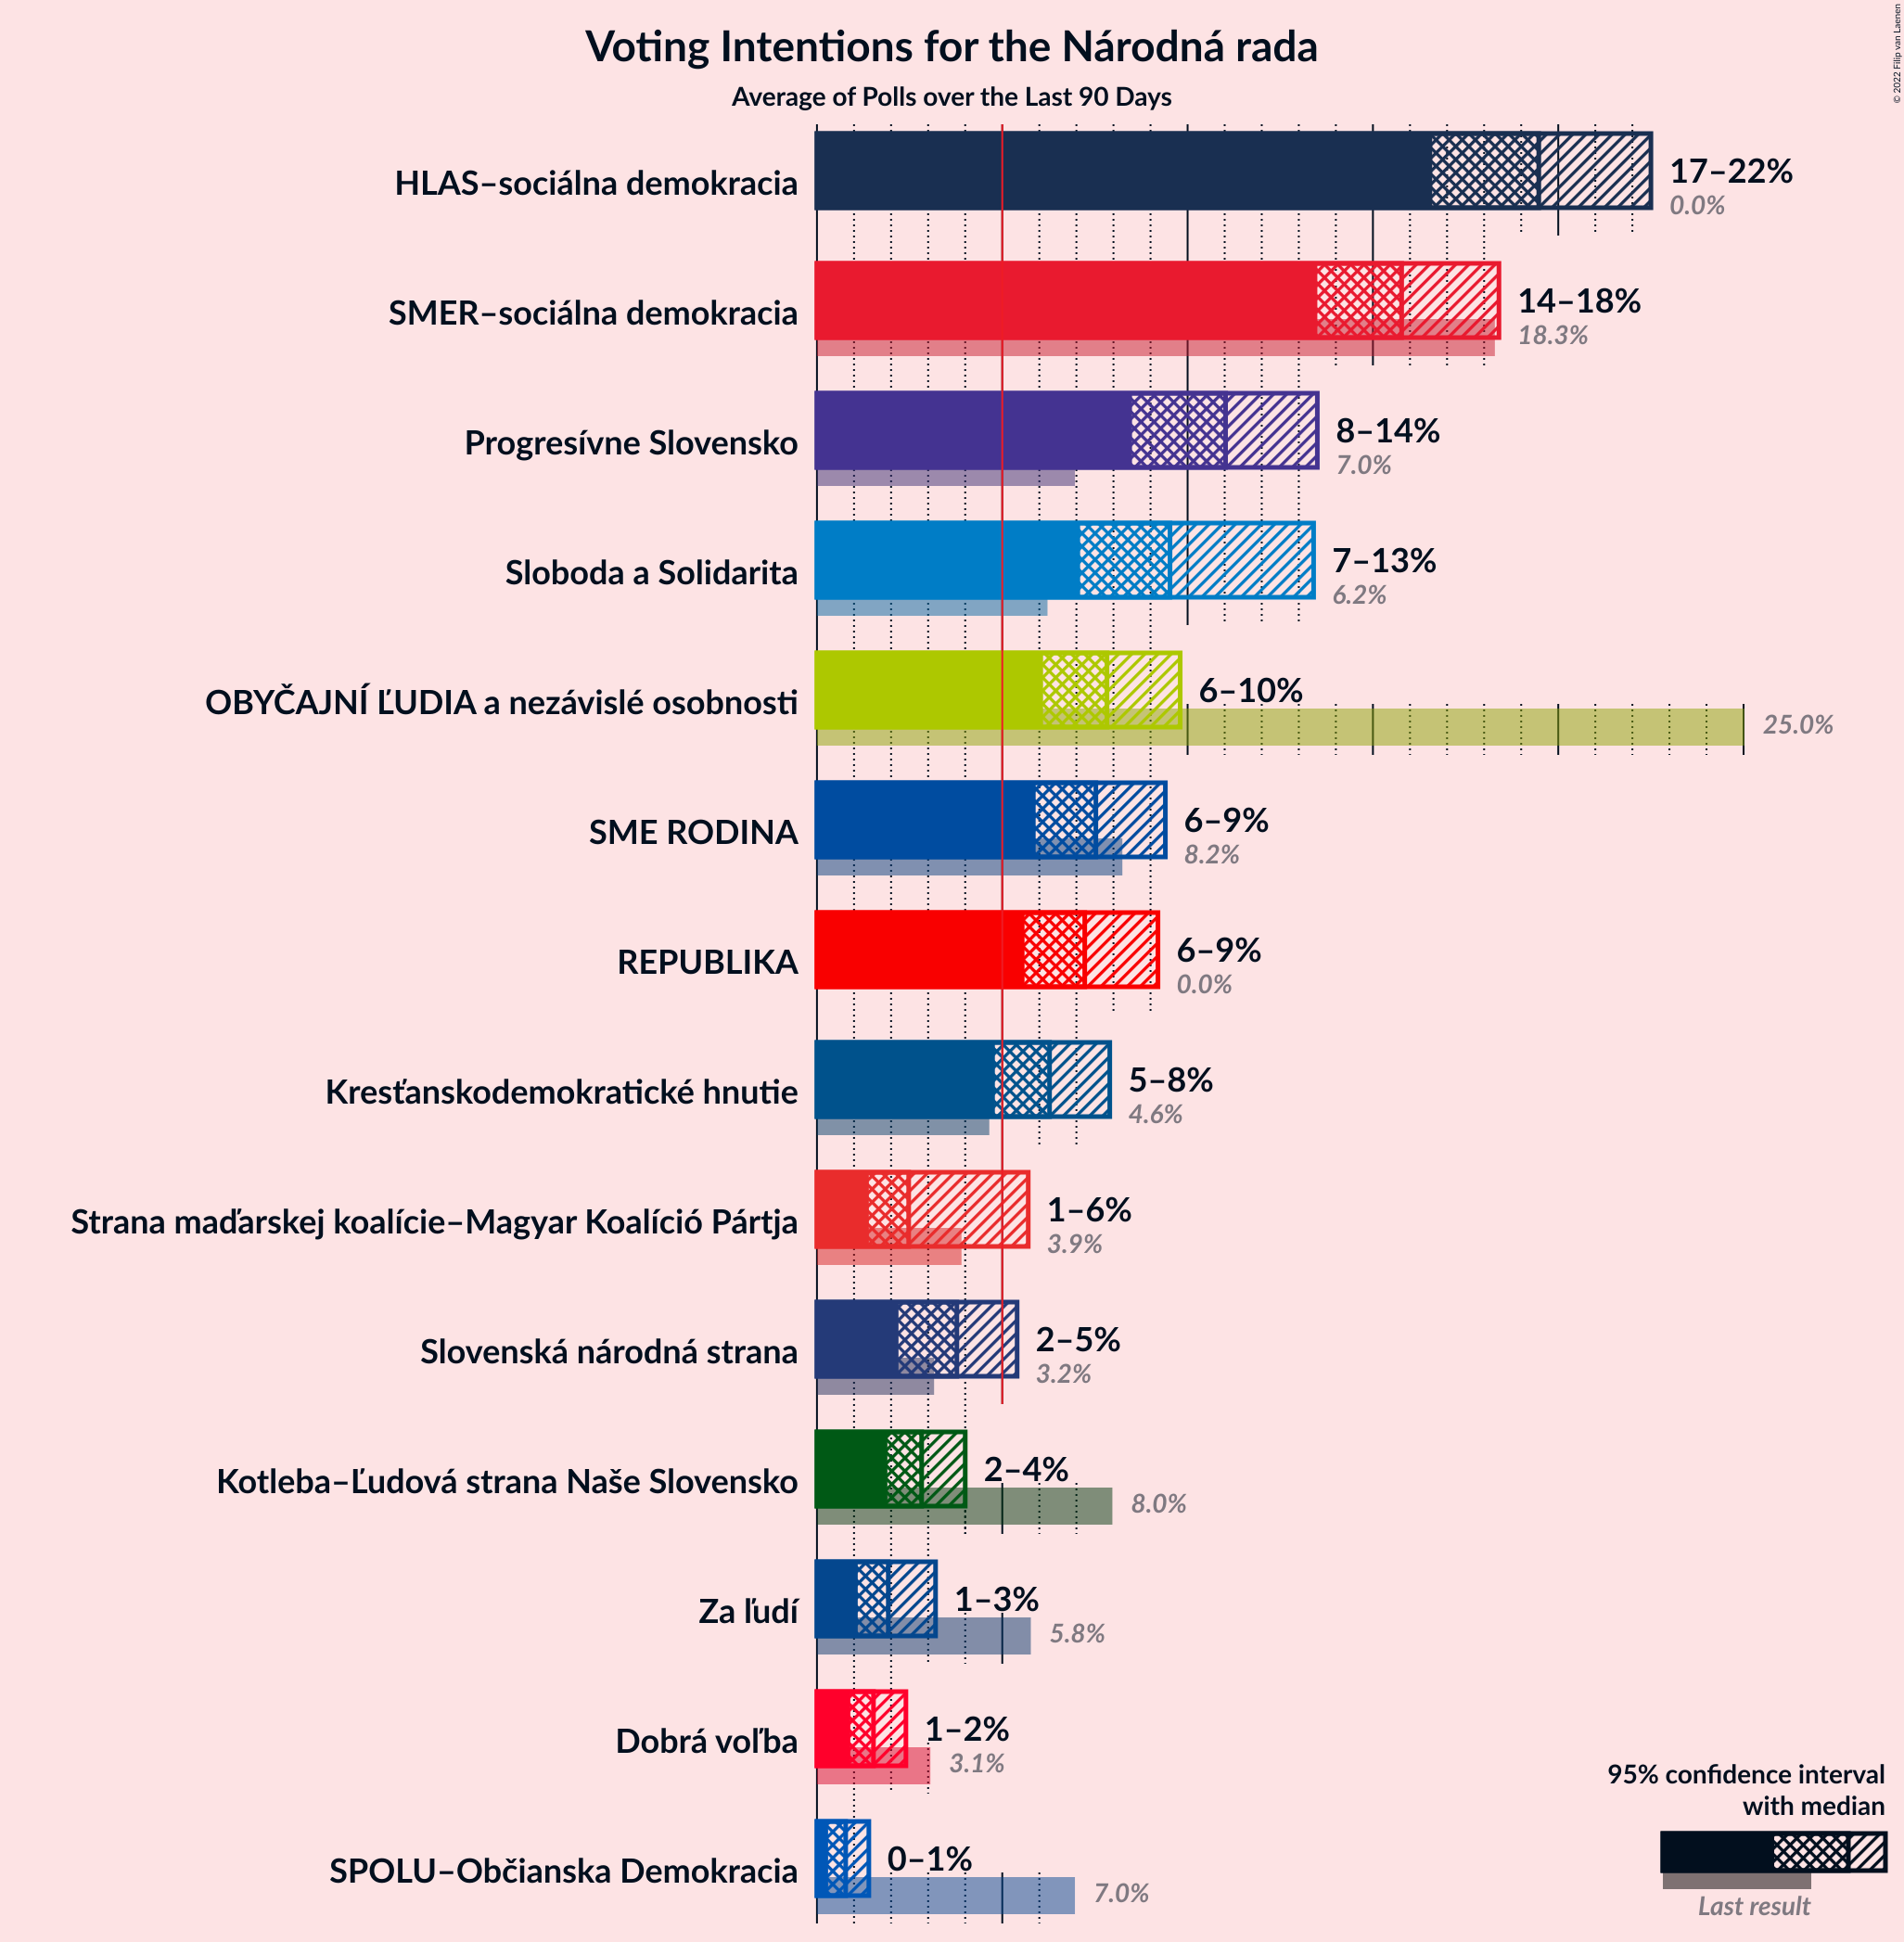 Voting Intentions for the Národná rada
Average of Polls over the Last 90 Days
© 2022 Filip van Laenen
HLAS–sociálna demokracia
17–22%
0.0%
SMER–sociálna demokracia
14–18%
18.3%
Progresívne Slovensko
8–14%
7.0%
Sloboda a Solidarita
7–13%
6.2%
OBYČAJNÍ ĽUDIA a nezávislé osobnosti
6–10%
25.0%
SME RODINA
6–9%
8.2%
REPUBLIKA
6–9%
0.0%
Kresťanskodemokratické hnutie
5–8%
4.6%
Strana maďarskej koalície–Magyar Koalíció Pártja
1–6%
3.9%
Slovenská národná strana
2–5%
3.2%
Kotleba–Ľudová strana Naše Slovensko
2–4%
8.0%
Za ľudí
1–3%
5.8%
Dobrá voľba
1–2%
3.1%
SPOLU–Občianska Demokracia
0–1%
7.0%
95% confidence interval
with median
Last result